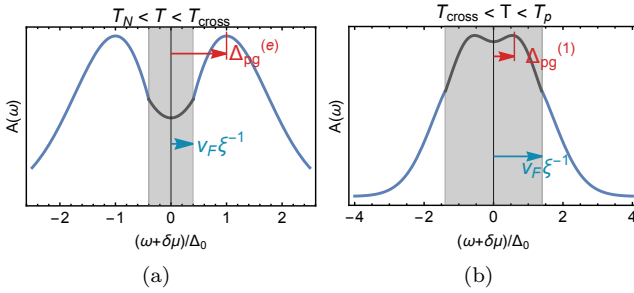 T_N < T < T_cross
Δ_pg^(e)
v_F ξ^-1
A(ω)
-2 -1 0 1 2
(ω+δμ)/Δ_0
(a)
T_cross < T < T_p
Δ_pg^(1)
v_F ξ^-1
A(ω)
-4 -2 0 2 4
(ω+δμ)/Δ_0
(b)